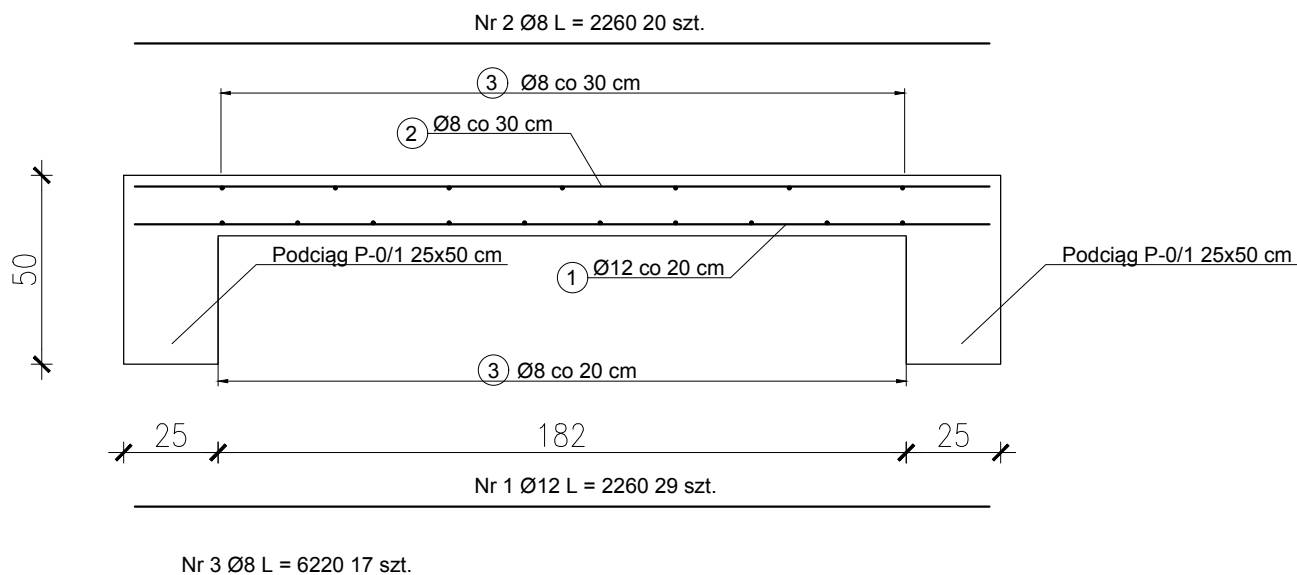 Nr 2 Ø8 L = 2260 20 szt.
3 Ø8 co 30 cm
2 Ø8 co 30 cm
50
Podciąg P-0/1 25x50 cm
1 Ø12 co 20 cm
Podciąg P-0/1 25x50 cm
3 Ø8 co 20 cm
25
182
25
Nr 1 Ø12 L = 2260 29 szt.
Nr 3 Ø8 L = 6220 17 szt.